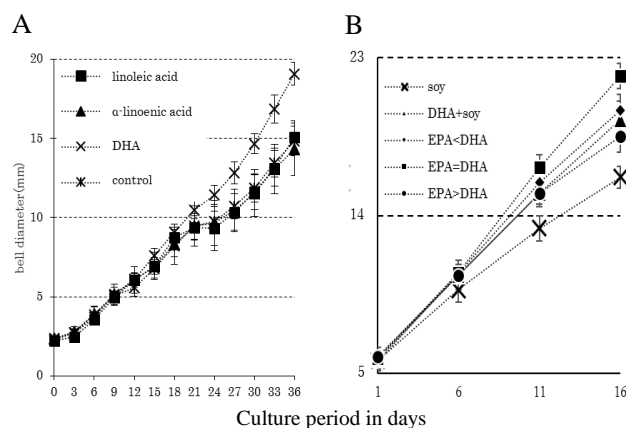 A
B
bell diameter (mm)
20
15
10
5
0
linoleic acid
α-linoenic acid
DHA
control
0 3 6 9 12 15 18 21 24 27 30 33 36
23
14
5
soy
DHA+soy
EPA<DHA
EPA=DHA
EPA>DHA
1 6 11 16
Culture period in days